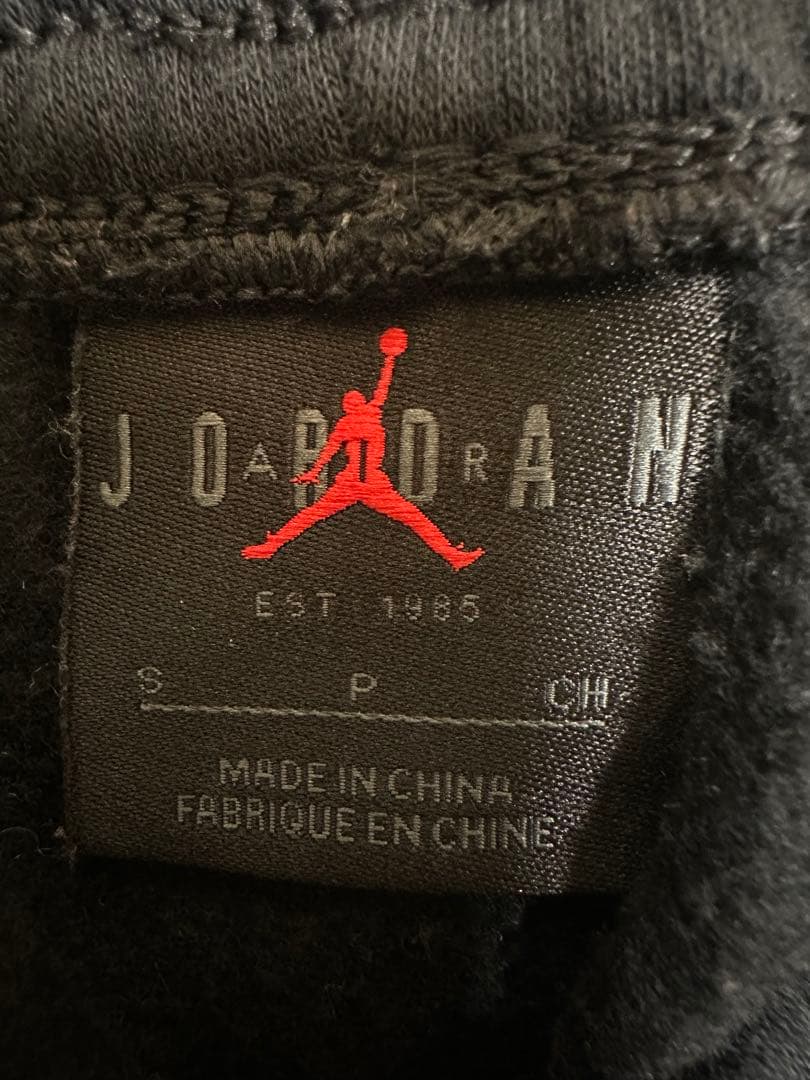 JORDAN
AIR
EST 1985
S P CH
MADE IN CHINA
FABRIQUE EN CHINE